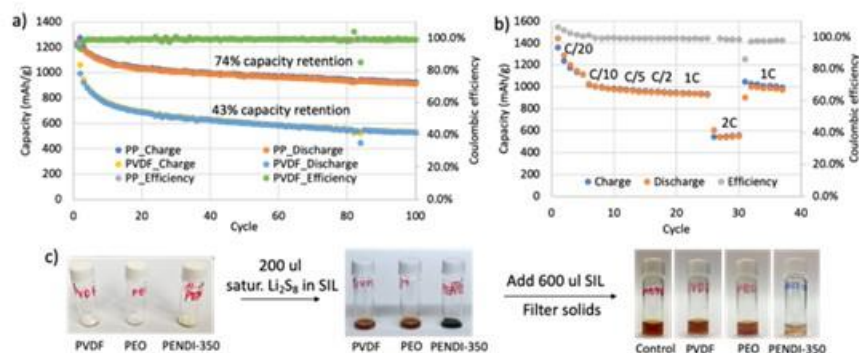 a)
Capacity (mAh/g)
1400
1200
1000
800
600
400
200
0
74% capacity retention
43% capacity retention
PP_Charge
PP_Discharge
PVDF_Charge
PVDF_Discharge
PP_Efficiency
PVDF_Efficiency
0 20 40 60 80 100
Cycle
100.0%
80.0%
60.0%
40.0%
20.0%
0.0%
Coulombic efficiency
b)
Capacity (mAh/g)
1600
1400
1200
1000
800
600
400
200
0
C/20
C/10 C/5 C/2 1C
2C
1C
Charge Discharge Efficiency
0 10 20 30 40
Cycle
100.0%
80.0%
60.0%
40.0%
20.0%
0.0%
Coulombic efficiency
c)
PVDF PEO PENDI-350
200 ul
satur. Li₂S₈ in SIL
PVDF PEO PENDI-350
Add 600 ul SIL
Filter solids
Control PVDF PEO PENDI-350